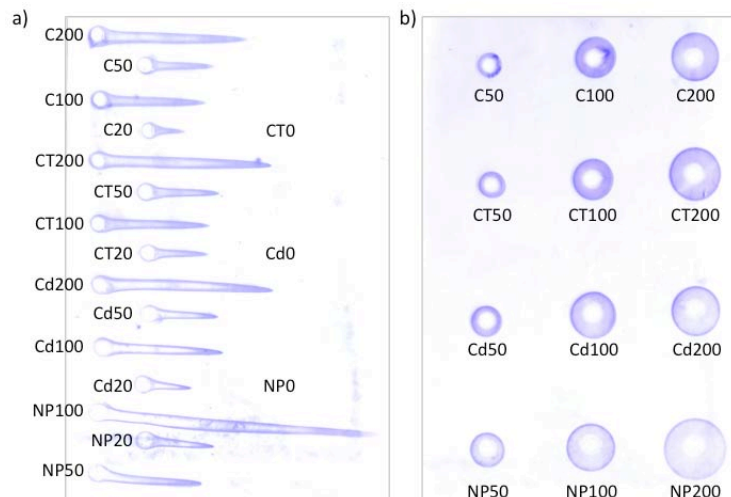 a)
C200
C50
C100
C20 CT0
CT200
CT50
CT100
CT20 Cd0
Cd200
Cd50
Cd100
Cd20 NP0
NP100
NP20
NP50
b)
C50 C100 C200
CT50 CT100 CT200
Cd50 Cd100 Cd200
NP50 NP100 NP200